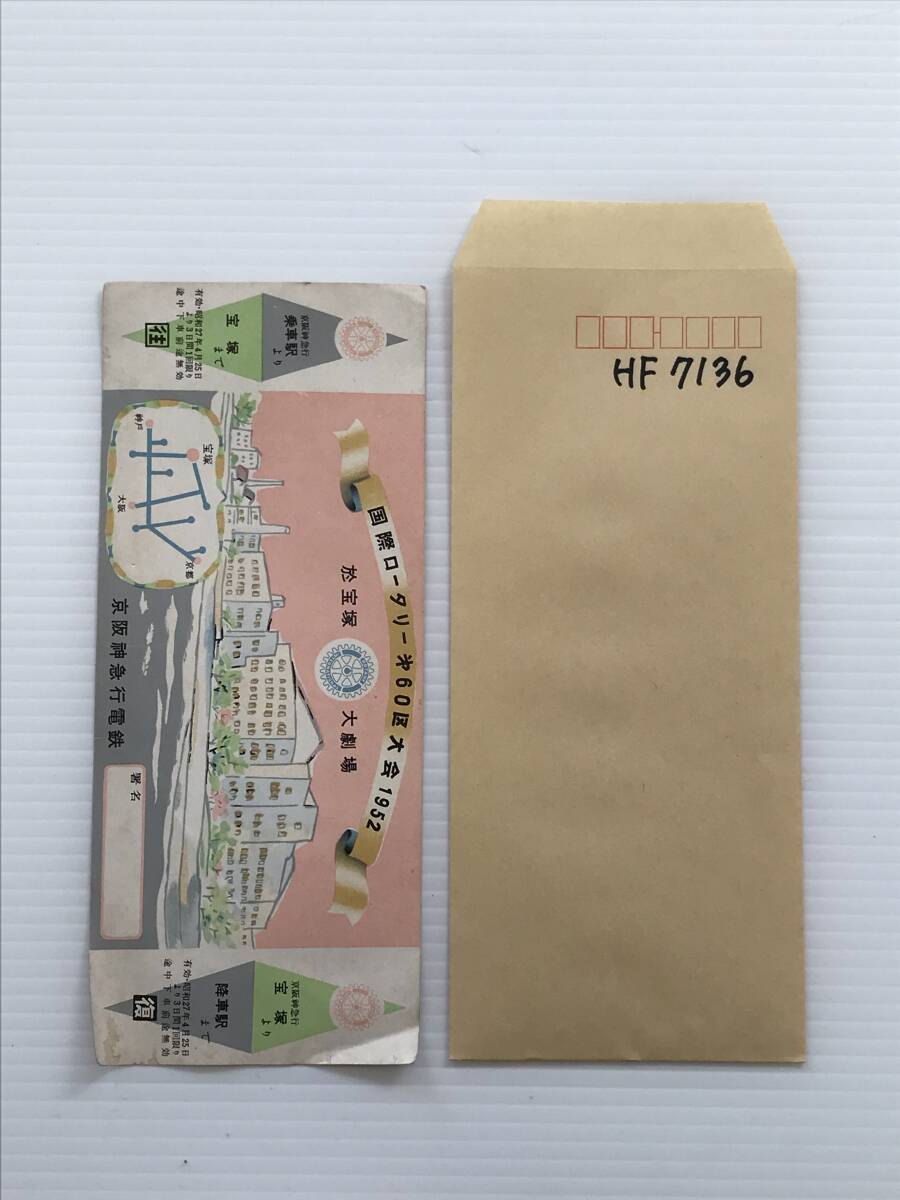 国際ロータリー㐧60区大会1952
於宝塚 大劇場
京阪神急行
乗車駅より
宝塚まで
有効・昭和27年4月25日
より3日間1回限り
途中下車前途無効
往
神戸
宝塚
大阪
京都
京阪神急行電鉄
署名
京阪神急行
宝塚より
降車駅まで
有効・昭和27年4月25日
より3日間1回限り
途中下車前途無効
復
HF 7136